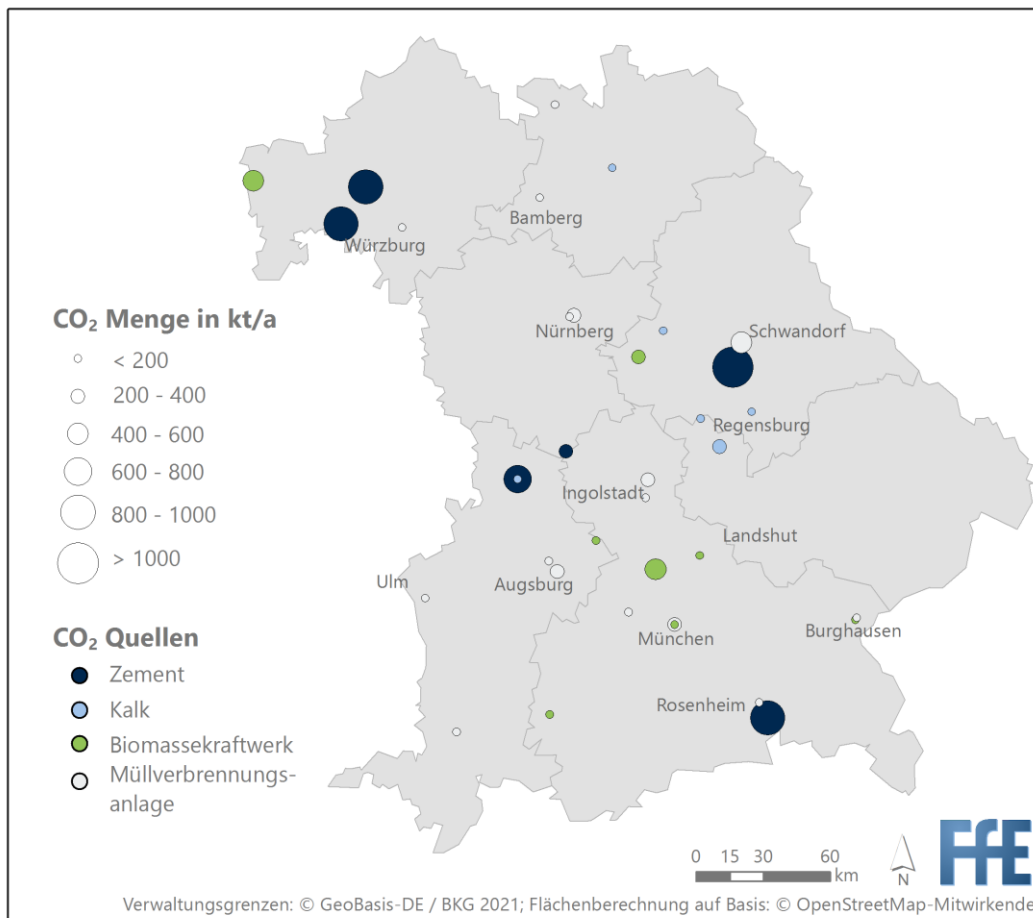 Bamberg
Würzburg
CO₂ Menge in kt/a
Nürnberg
Schwandorf
< 200
200 - 400
400 - 600
600 - 800
800 - 1000
> 1000
Regensburg
Ingolstadt
Landshut
Ulm
Augsburg
München
Burghausen
CO₂ Quellen
Zement
Kalk
Biomassekraftwerk
Müllverbrennungs-
anlage
Rosenheim
0 15 30 60
km
N
FfE
Verwaltungsgrenzen: © GeoBasis-DE / BKG 2021; Flächenberechnung auf Basis: © OpenStreetMap-Mitwirkende